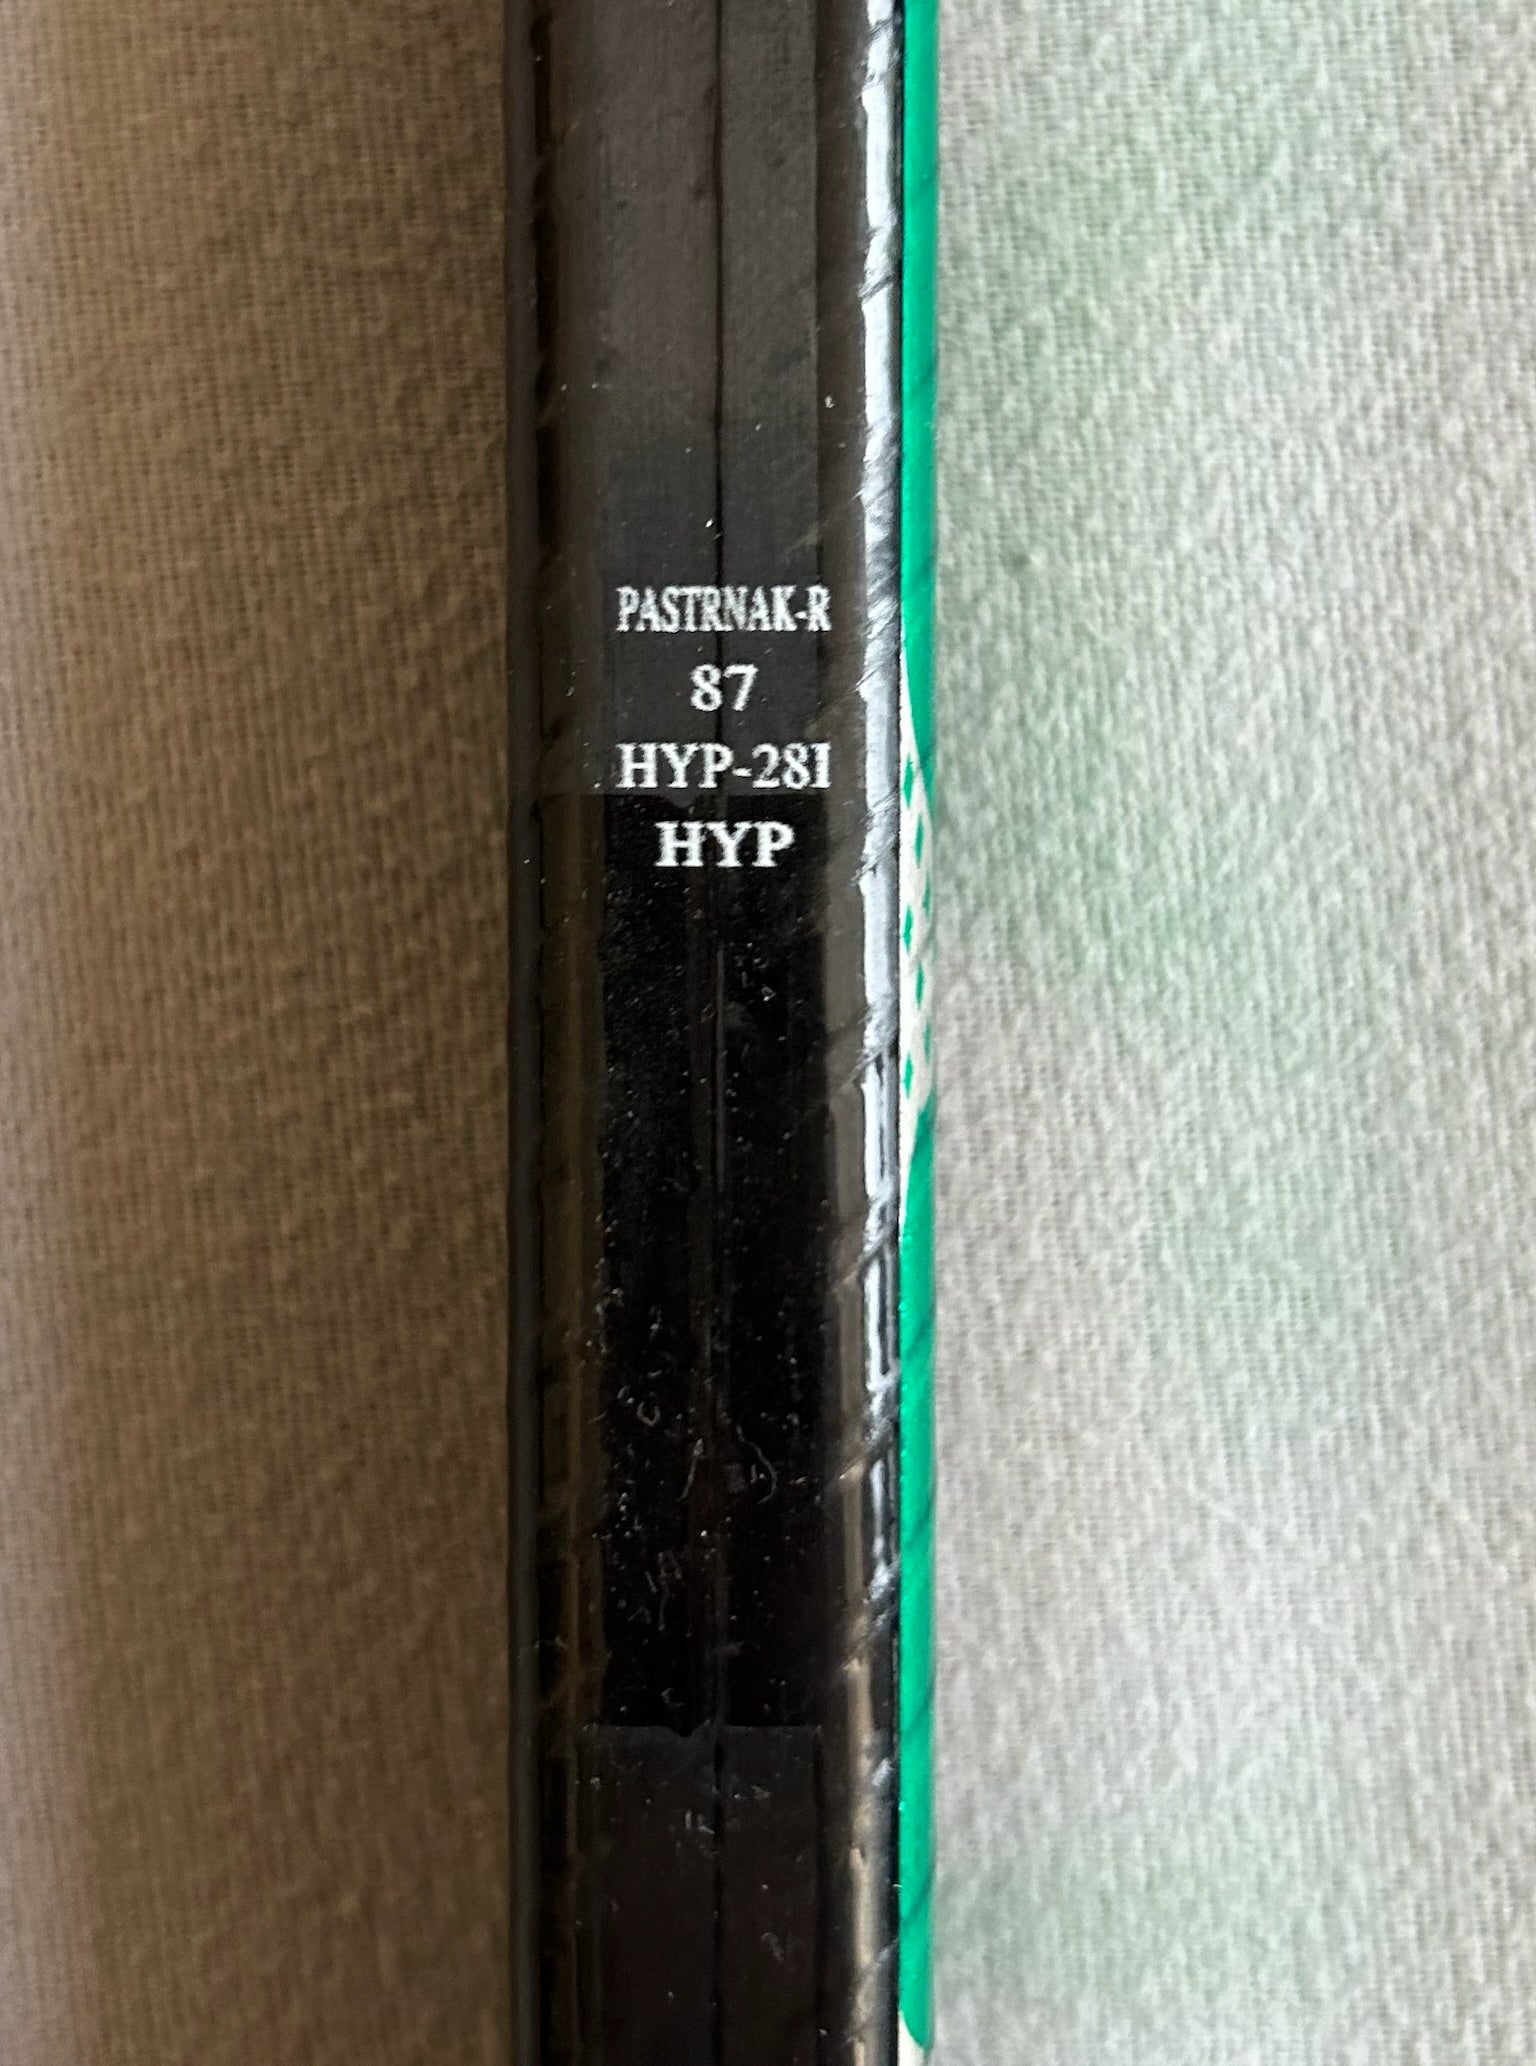 PASTRNAK-R
87
HYP-28I
HYP